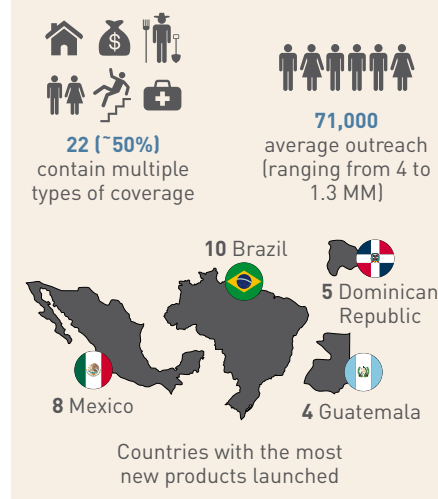 22 (~50%)
contain multiple
types of coverage
71,000
average outreach
(ranging from 4 to
1.3 MM)
10 Brazil
5 Dominican
Republic
8 Mexico
4 Guatemala
Countries with the most
new products launched